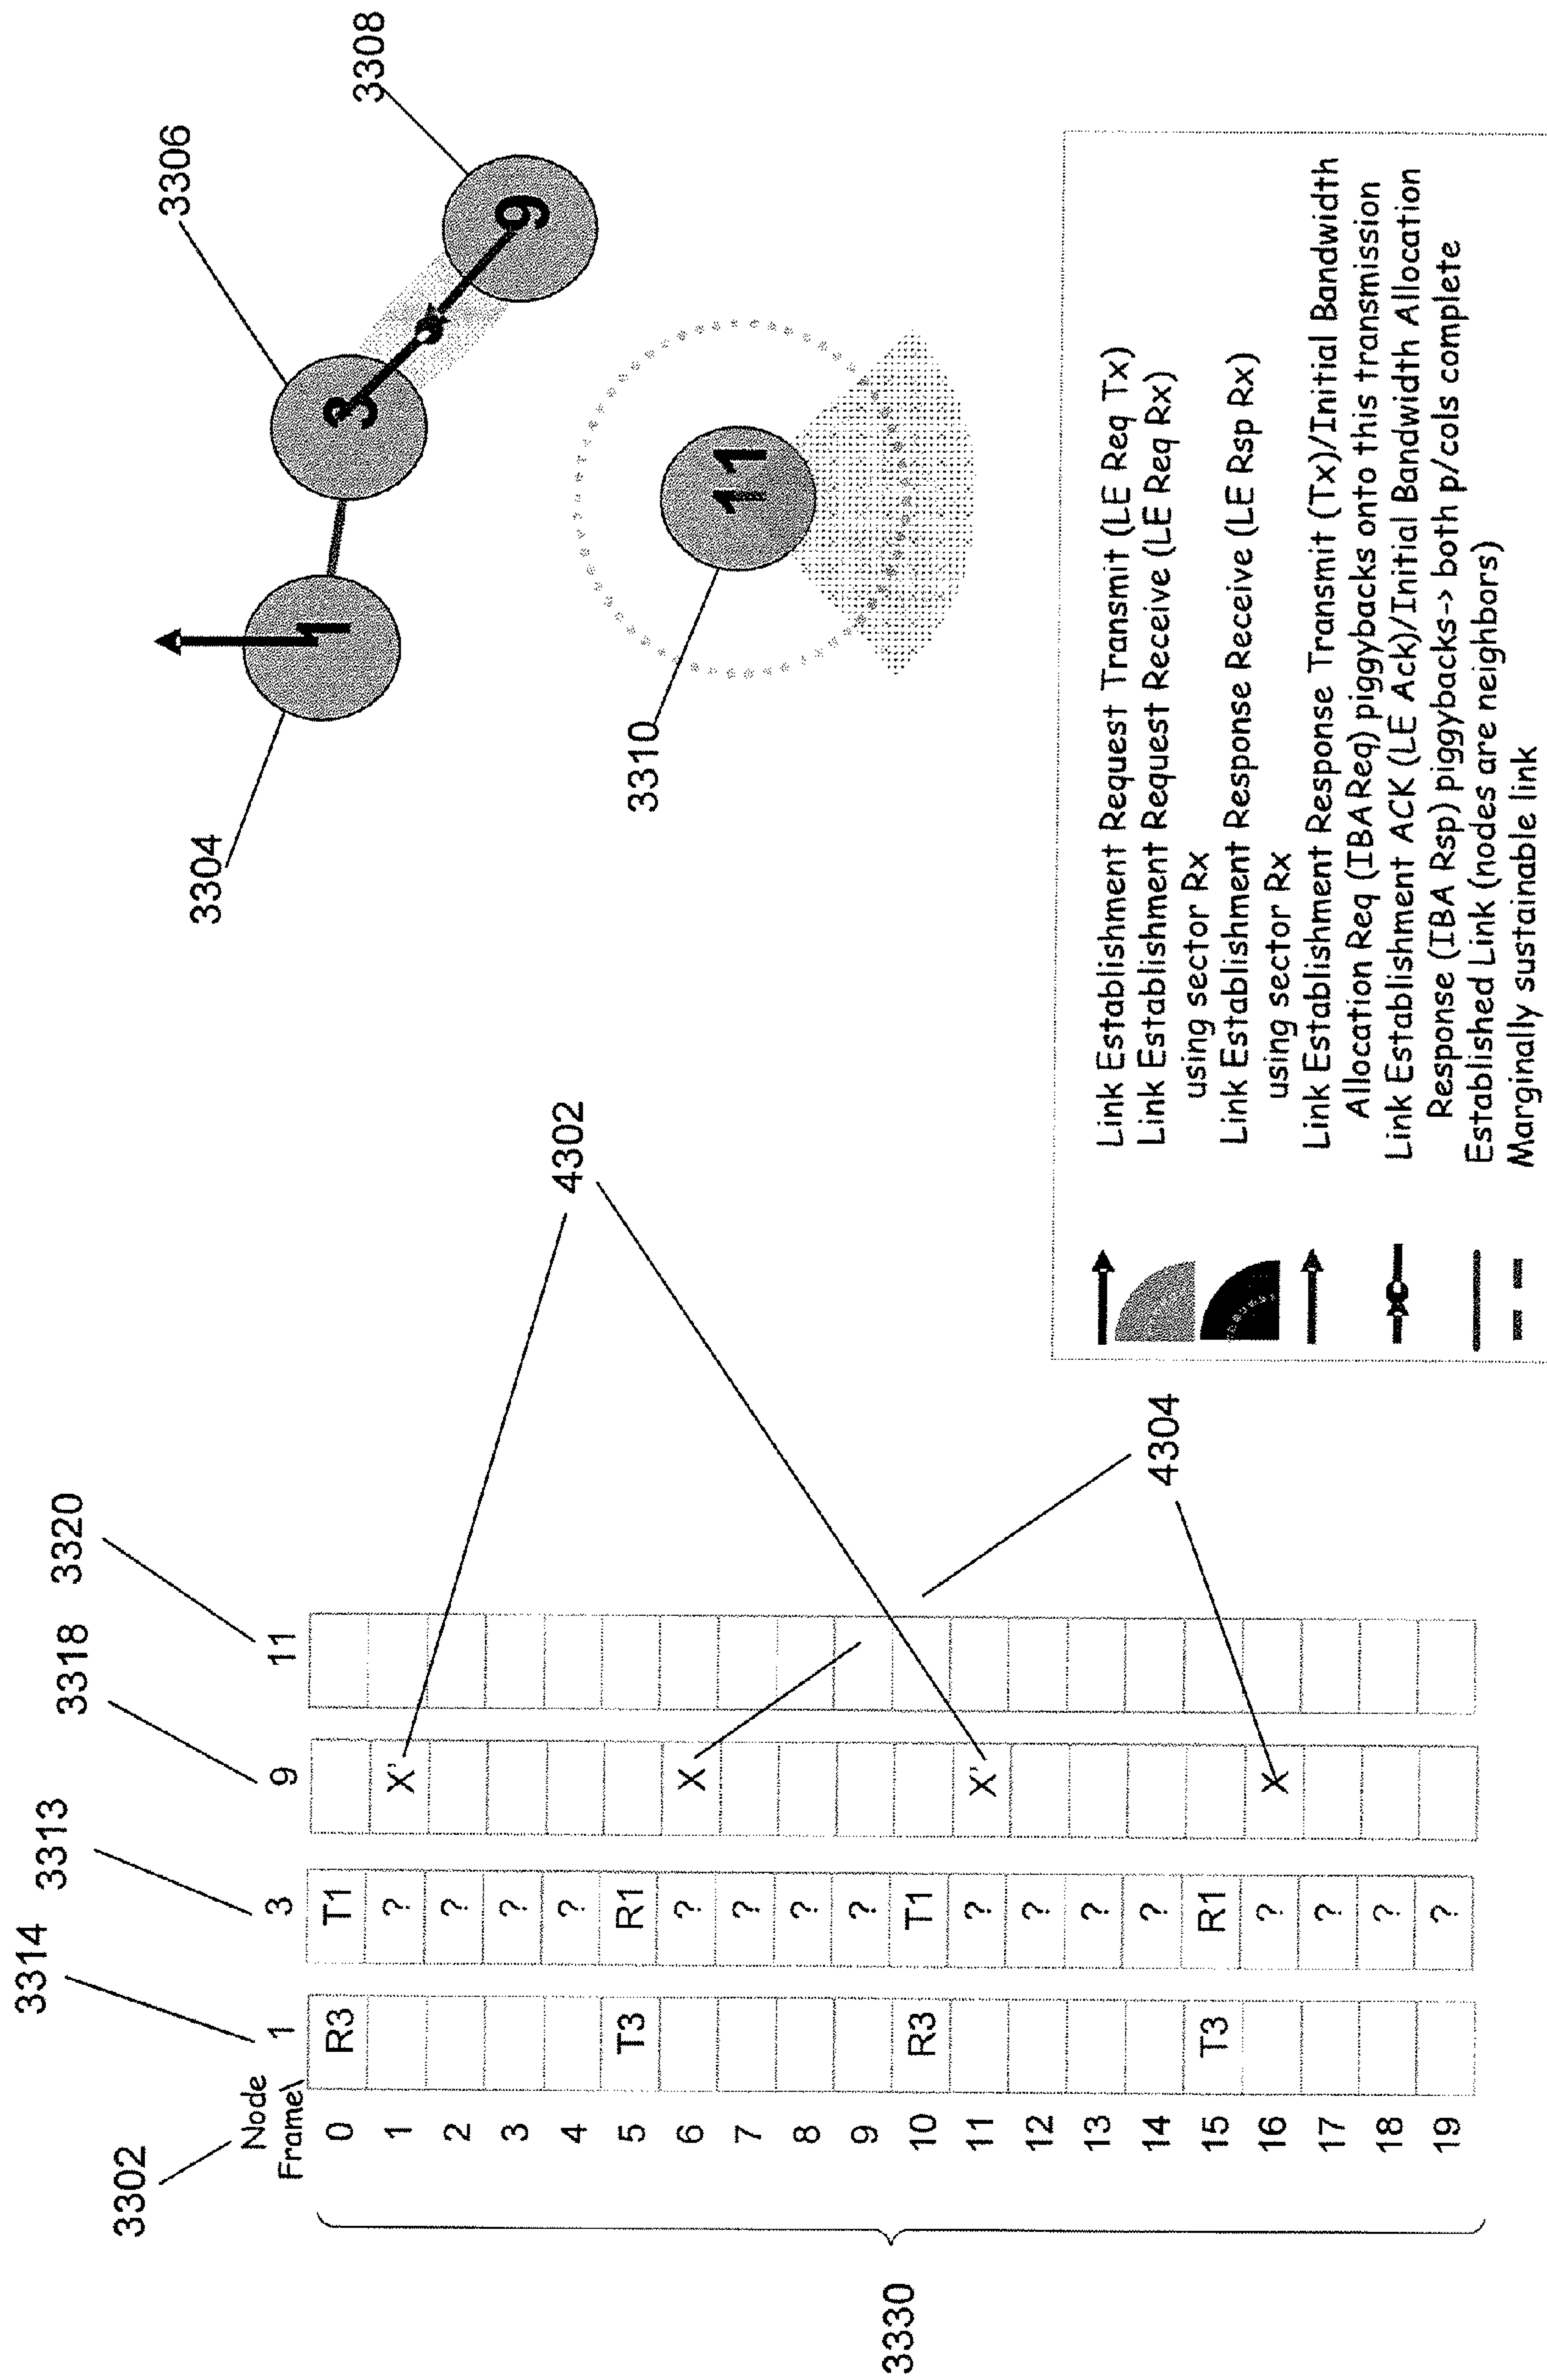 3302
3314
3313
3318
3320
Node
Frame\
1
3
9
11
0 R3 T1
1 ? X'
2 ?
3 ?
4 ?
5 T3 R1
6 ? X
7 ?
8 ?
9 ?
10 R3 T1
11 ? X'
12 ?
13 ?
14 ?
15 T3 R1
16 ? X
17 ?
18 ?
19 ?
3330
4302
4304
3304
3306
3308
3310
1
3
9
11
Link Establishment Request Transmit (LE Req Tx)
Link Establishment Request Receive (LE Req Rx)
using sector Rx
Link Establishment Response Receive (LE Rsp Rx)
using sector Rx
Link Establishment Response Transmit (Tx)/Initial Bandwidth
Allocation Req (IBA Req) piggybacks onto this transmission
Link Establishment ACK (LE Ack)/Initial Bandwidth Allocation
Response (IBA Rsp) piggybacks--> both p/cols complete
Established Link (nodes are neighbors)
Marginally sustainable link